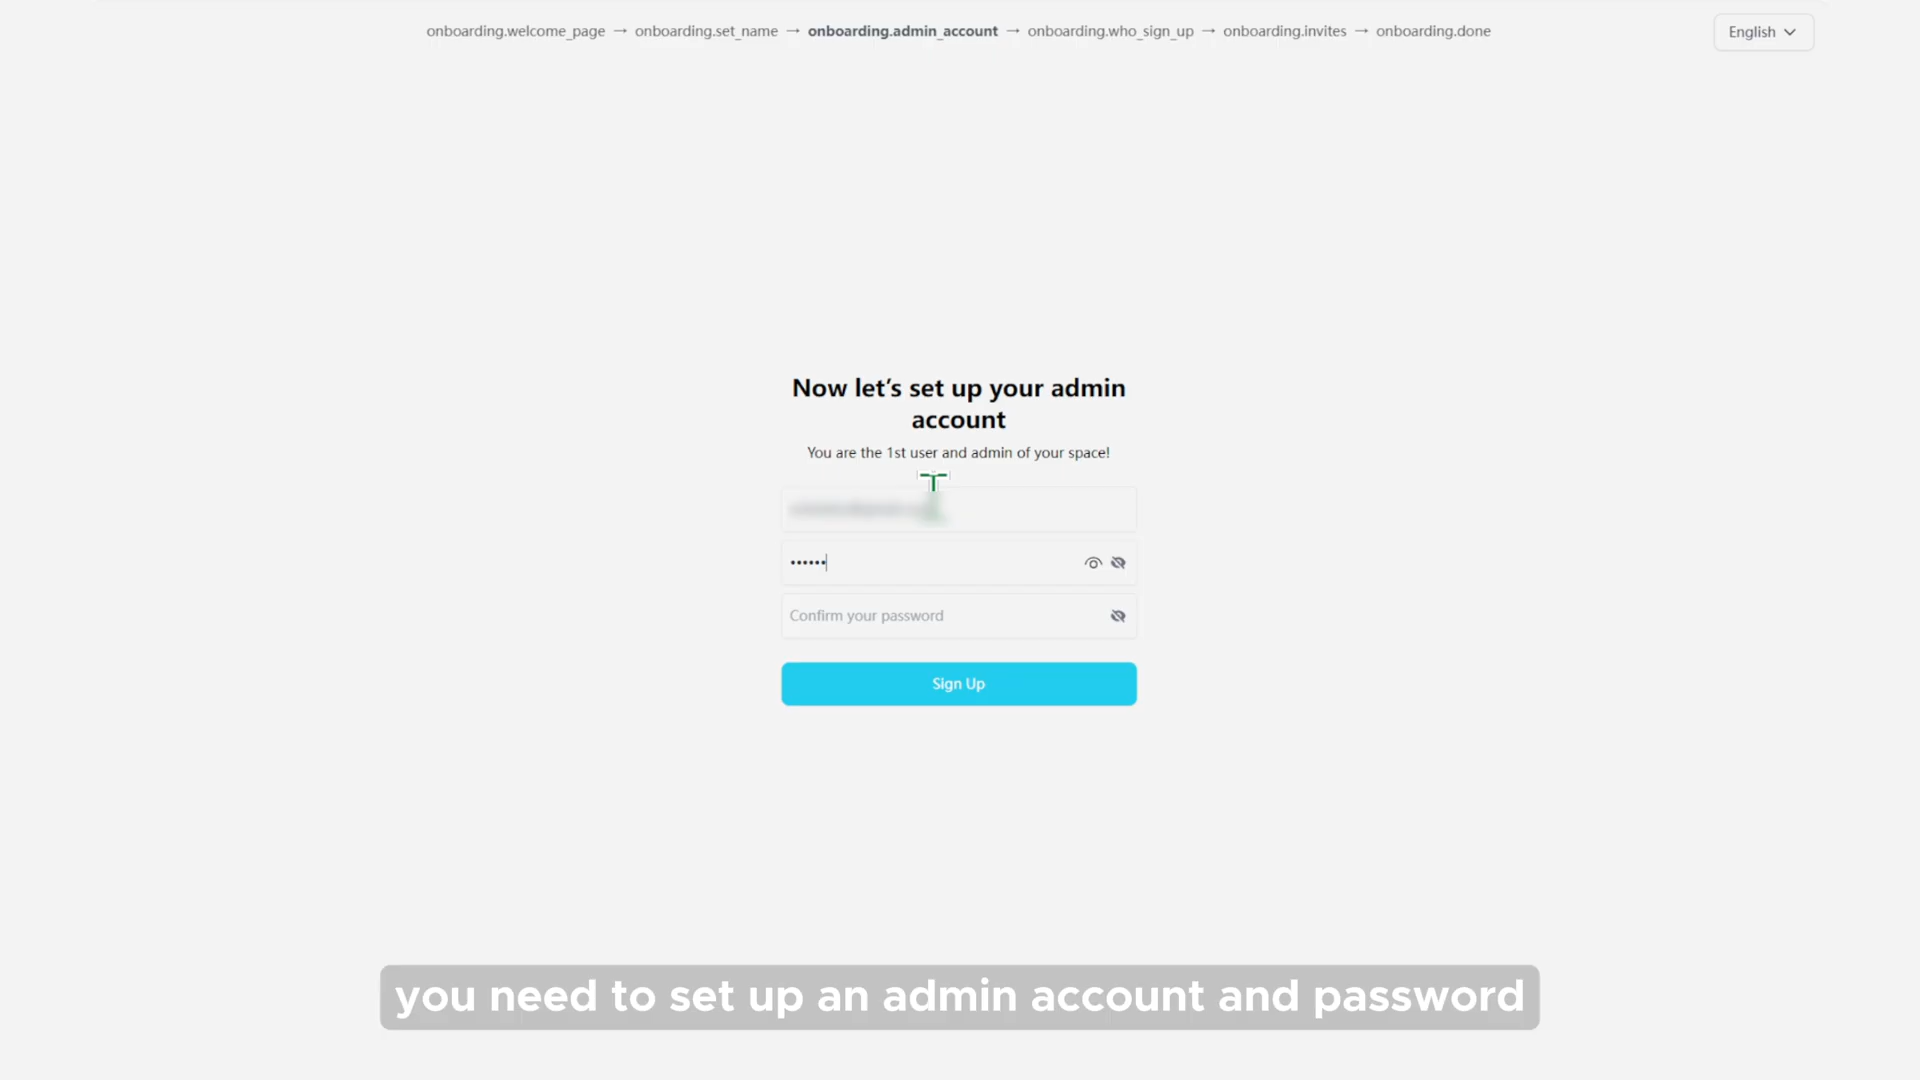 onboarding.welcome_page → onboarding.set_name → onboarding.admin_account → onboarding.who_sign_up → onboarding.invites → onboarding.done
English
Now let’s set up your admin
account
You are the 1st user and admin of your space!
••••••
Confirm your password
Sign Up
you need to set up an admin account and password